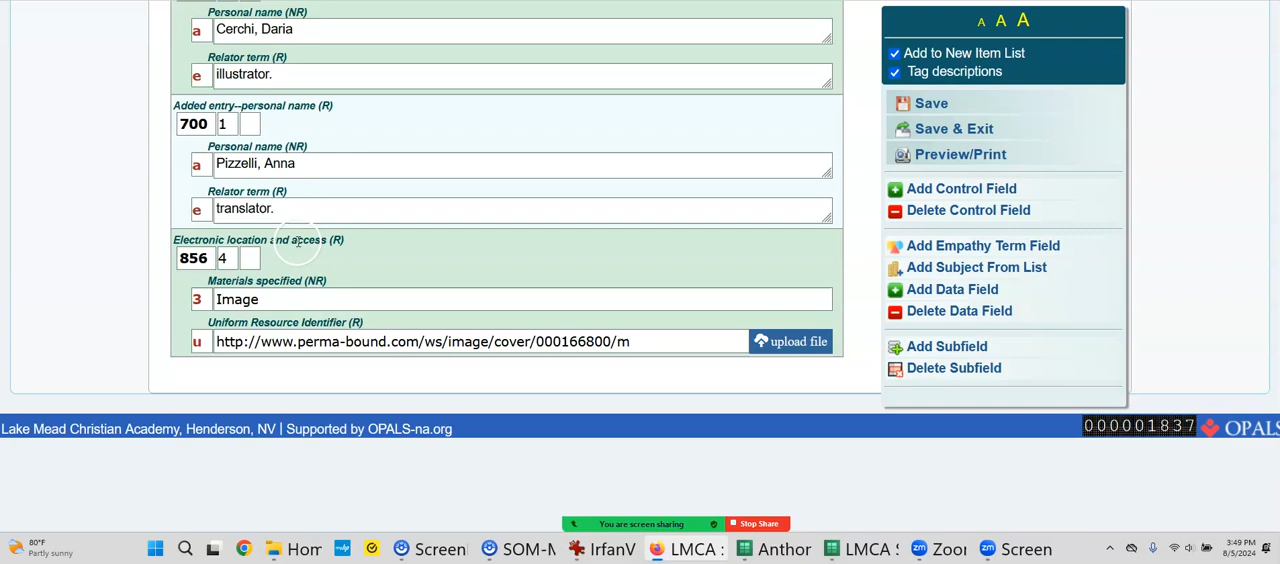 Personal name (NR)
a Cerchi, Daria
Relator term (R)
e illustrator.
Added entry--personal name (R)
700 1
Personal name (NR)
a Pizzelli, Anna
Relator term (R)
e translator.
Electronic location and access (R)
856 4
Materials specified (NR)
3 Image
Uniform Resource Identifier (R)
u http://www.perma-bound.com/ws/image/cover/000166800/m upload file
A A A
Add to New Item List
Tag descriptions
Save
Save & Exit
Preview/Print
Add Control Field
Delete Control Field
Add Empathy Term Field
Add Subject From List
Add Data Field
Delete Data Field
Add Subfield
Delete Subfield
Lake Mead Christian Academy, Henderson, NV | Supported by OPALS-na.org
000001837 OPALS
You are screen sharing Stop Share
80°F
Partly sunny
Hom
Screen
SOM-M
IrfanV
LMCA :
Anthor
LMCA S
Zoor
Screen
3:49 PM
8/5/2024